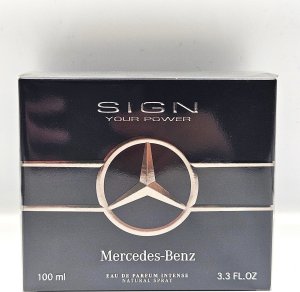 SIGN
YOUR POWER
Mercedes-Benz
100 ml EAU DE PARFUM INTENSE 3.3 FL.OZ
NATURAL SPRAY